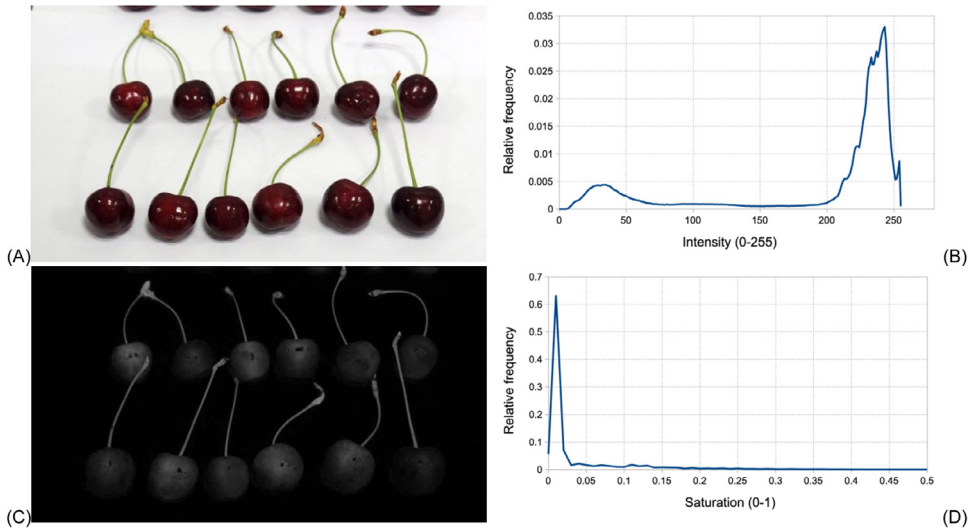 (A)
0.035
0.03
0.025
0.02
0.015
0.01
0.005
0
Relative frequency
0 50 100 150 200 250
Intensity (0-255)
(B)
(C)
0.7
0.6
0.5
0.4
0.3
0.2
0.1
0
Relative frequency
0 0.05 0.1 0.15 0.2 0.25 0.3 0.35 0.4 0.45 0.5
Saturation (0-1)
(D)